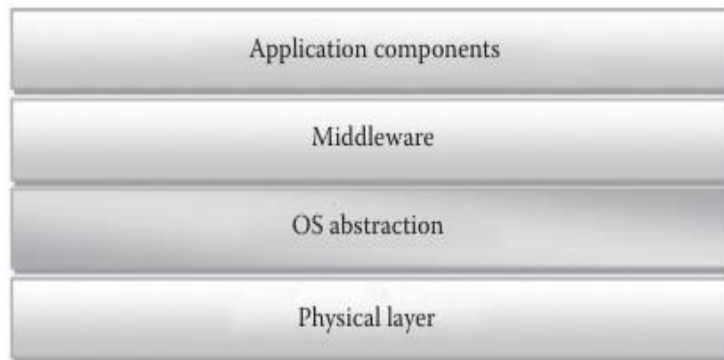 Application components
Middleware
OS abstraction
Physical layer